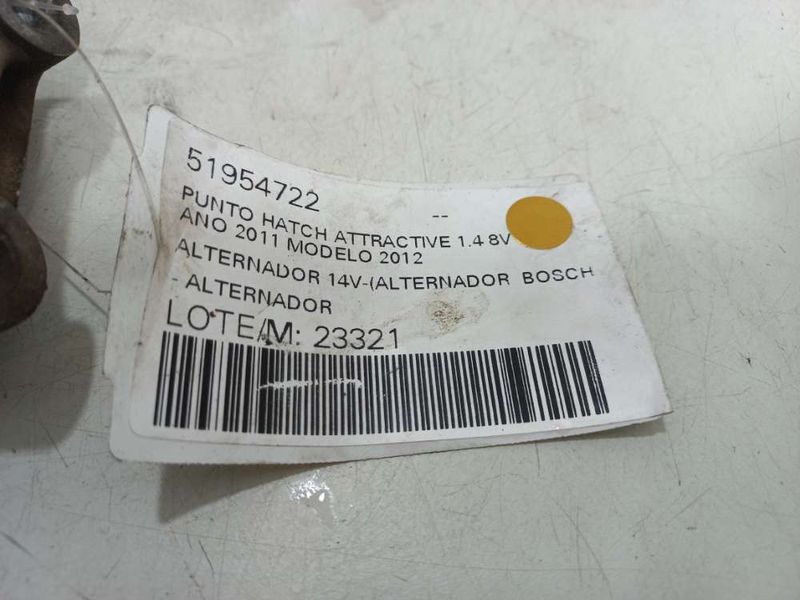 51954722 --
PUNTO HATCH ATTRACTIVE 1.4 8V
ANO 2011 MODELO 2012
ALTERNADOR 14V-(ALTERNADOR BOSCH
- ALTERNADOR
LOTE/M: 23321